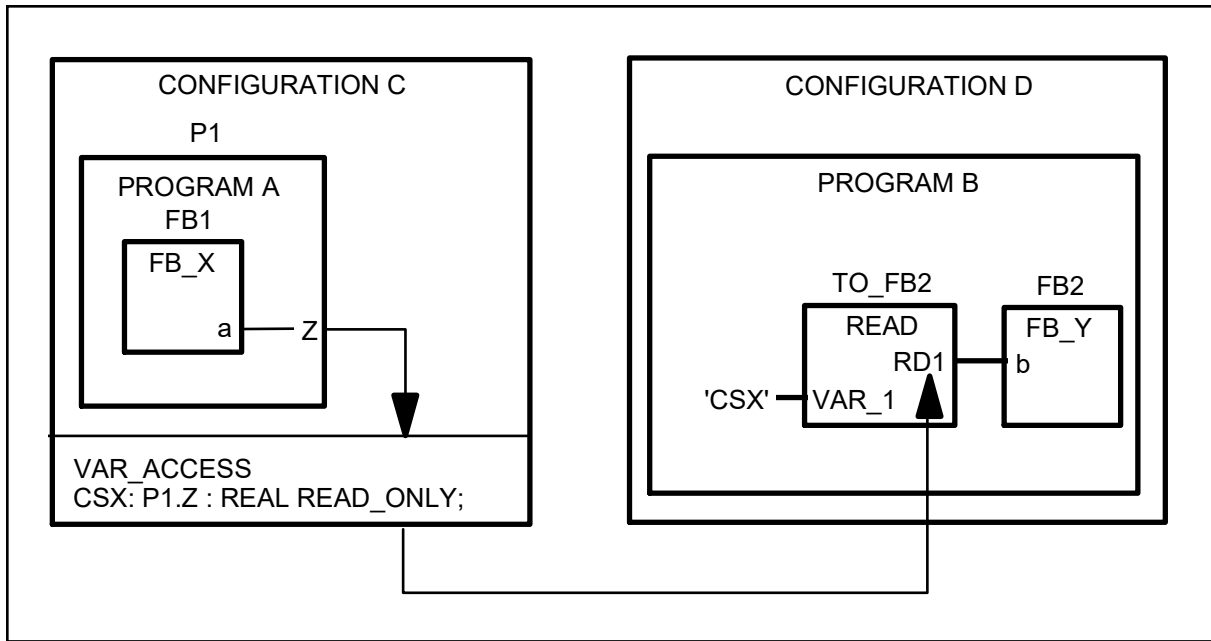 CONFIGURATION C
P1
PROGRAM A
FB1
FB_X
a
Z
VAR_ACCESS
CSX: P1.Z : REAL READ_ONLY;
CONFIGURATION D
PROGRAM B
TO_FB2
READ
RD1
'CSX'
VAR_1
FB2
FB_Y
b